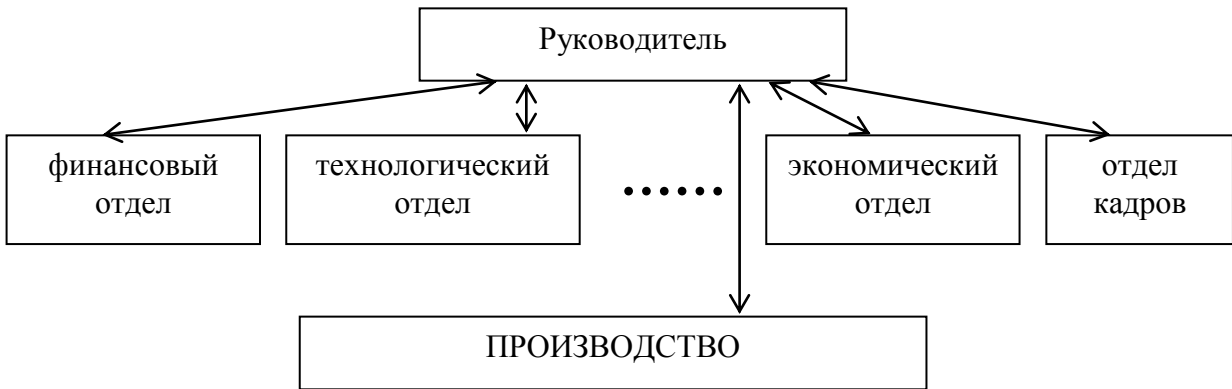 Руководитель
финансовый
отдел
технологический
отдел
......
экономический
отдел
отдел
кадров
ПРОИЗВОДСТВО